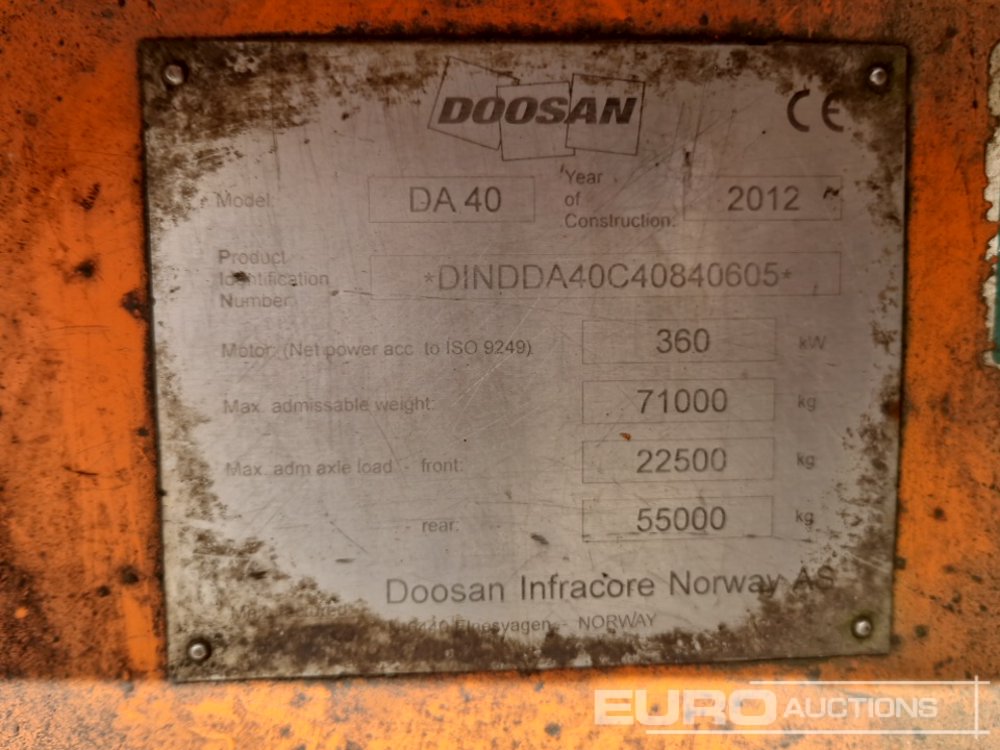 DOOSAN CE
Model: DA 40 Year of Construction: 2012
Product Identification Number: *DINDDA40C40840605*
Motor: (Net power acc. to ISO 9249) 360 kW
Max. admissable weight: 71000 kg
Max. adm axle load - front: 22500 kg
- rear: 55000 kg
Doosan Infracore Norway AS
Elnesvagen - NORWAY
EURO AUCTIONS